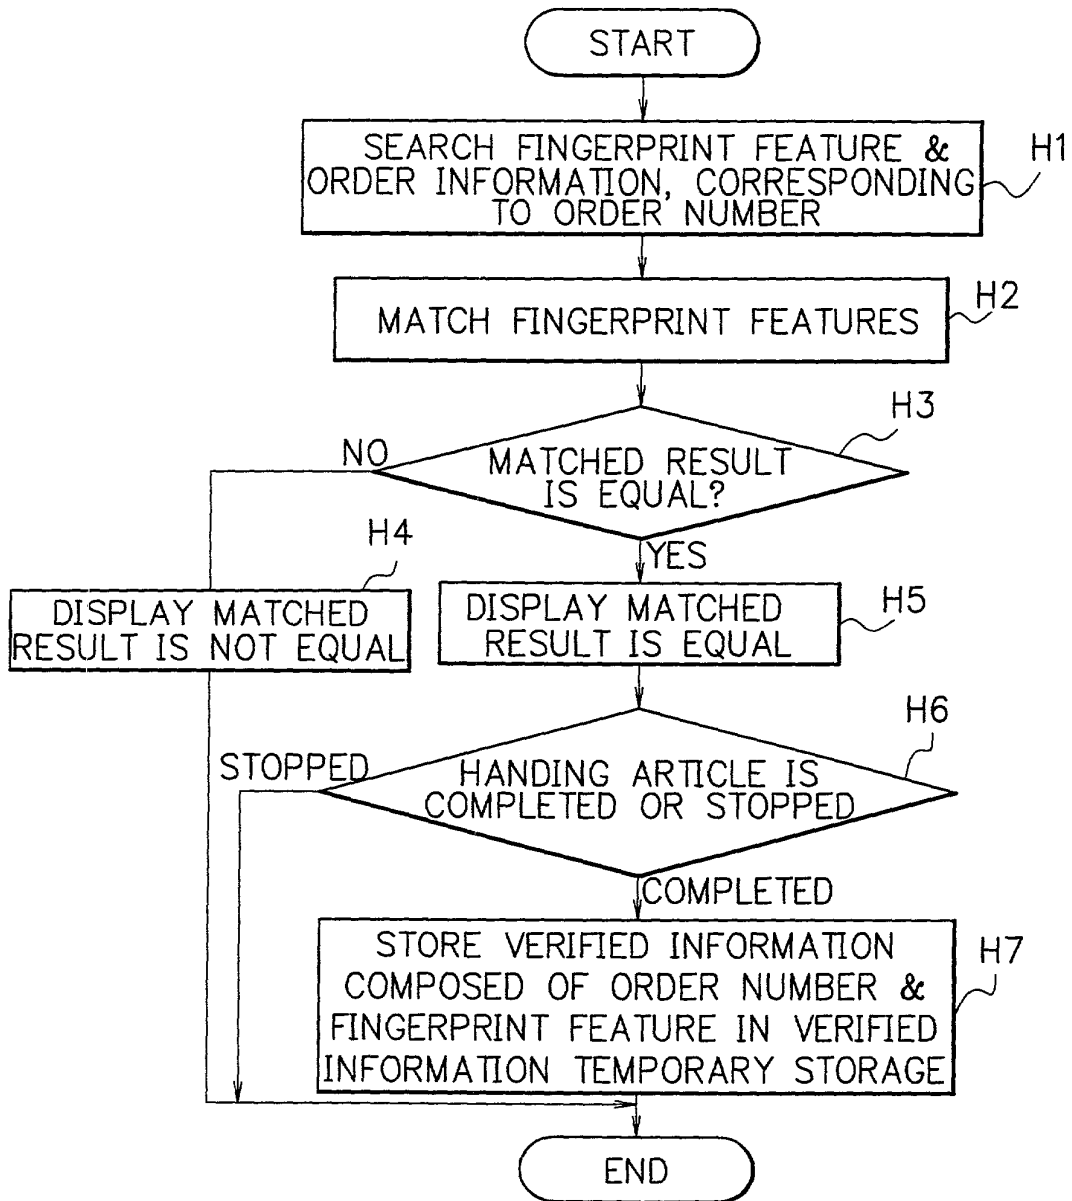 START
SEARCH FINGERPRINT FEATURE &
ORDER INFORMATION, CORRESPONDING
TO ORDER NUMBER
H1
MATCH FINGERPRINT FEATURES
H2
H3
NO
MATCHED RESULT
IS EQUAL?
H4
YES
DISPLAY MATCHED
RESULT IS NOT EQUAL
DISPLAY MATCHED
RESULT IS EQUAL
H5
H6
STOPPED
HANDING ARTICLE IS
COMPLETED OR STOPPED
COMPLETED
STORE VERIFIED INFORMATION
COMPOSED OF ORDER NUMBER &
FINGERPRINT FEATURE IN VERIFIED
INFORMATION TEMPORARY STORAGE
H7
END